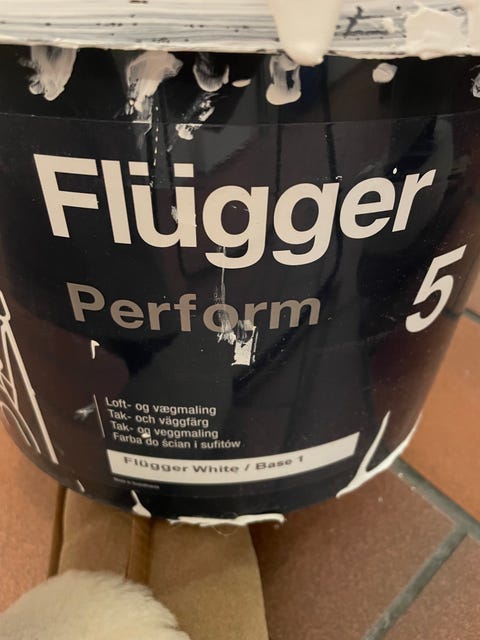 Flügger
Perform
5
Loft- og vægmaling
Tak- och väggfärg
Tak- og veggmaling
Farba do ścian i sufitów
Flügger White / Base 1